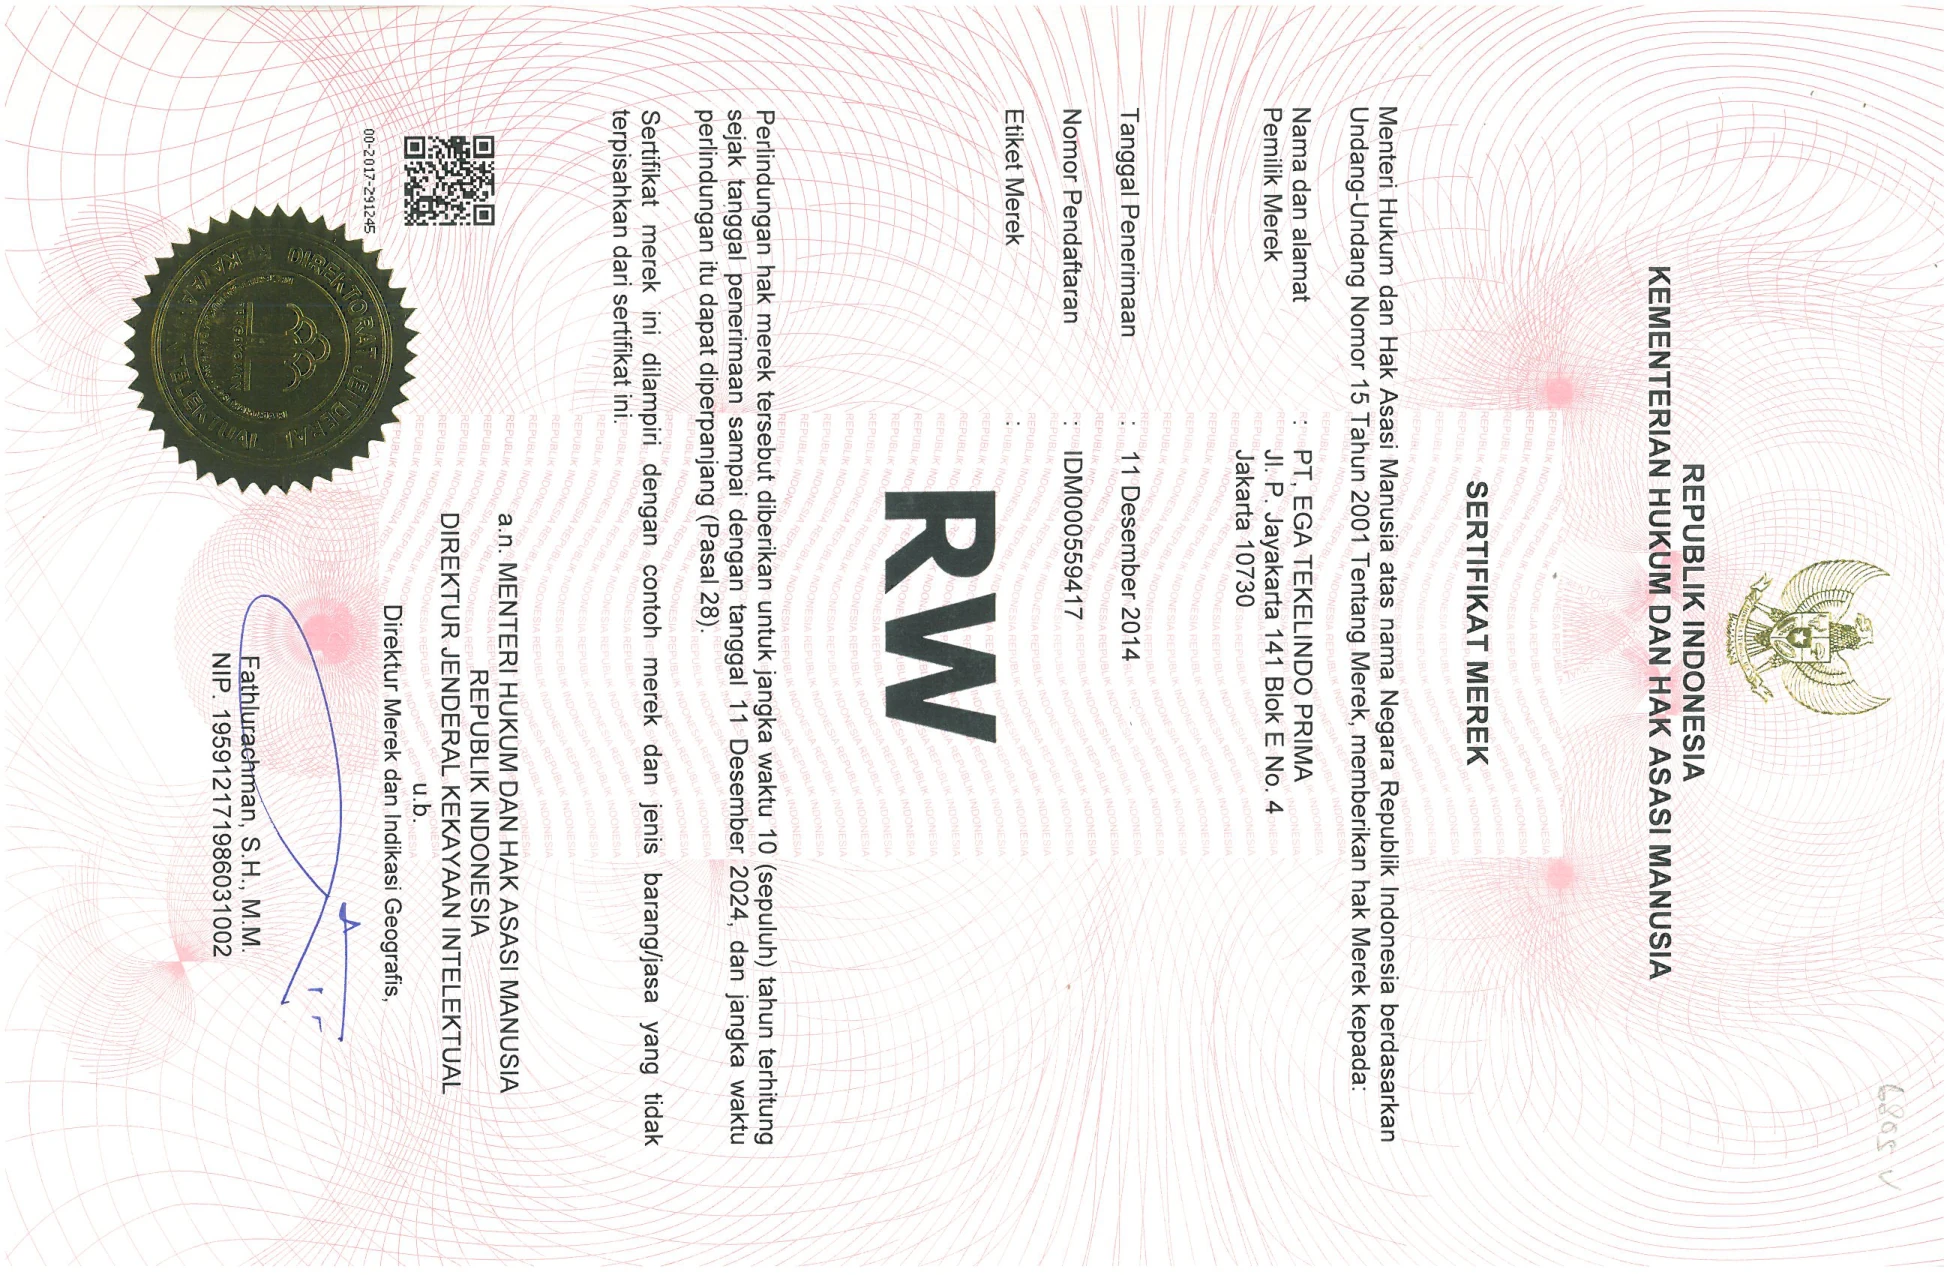 REPUBLIK INDONESIA
KEMENTERIAN HUKUM DAN HAK ASASI MANUSIA
SERTIFIKAT MEREK
Menteri Hukum dan Hak Asasi Manusia atas nama Negara Republik Indonesia berdasarkan
Undang-Undang Nomor 15 Tahun 2001 Tentang Merek, memberikan hak Merek kepada:
Nama dan alamat : PT, EGA TEKELINDO PRIMA
Pemilik Merek Jl. P. Jayakarta 141 Blok E No. 4
Jakarta 10730
Tanggal Penerimaan : 11 Desember 2014
Nomor Pendaftaran : IDM000559417
Etiket Merek :
RW
Perlindungan hak merek tersebut diberikan untuk jangka waktu 10 (sepuluh) tahun terhitung
sejak tanggal penerimaan sampai dengan tanggal 11 Desember 2024, dan jangka waktu
perlindungan itu dapat diperpanjang (Pasal 28).
Sertifikat merek ini dilampiri dengan contoh merek dan jenis barang/jasa yang tidak
terpisahkan dari sertifikat ini.
a.n. MENTERI HUKUM DAN HAK ASASI MANUSIA
REPUBLIK INDONESIA
DIREKTUR JENDERAL KEKAYAAN INTELEKTUAL
u.b.
Direktur Merek dan Indikasi Geografis,
Fathlurachman, S.H., M.M.
NIP. 195912171986031002
00-2017-291245
DIREKTORAT JENDERAL